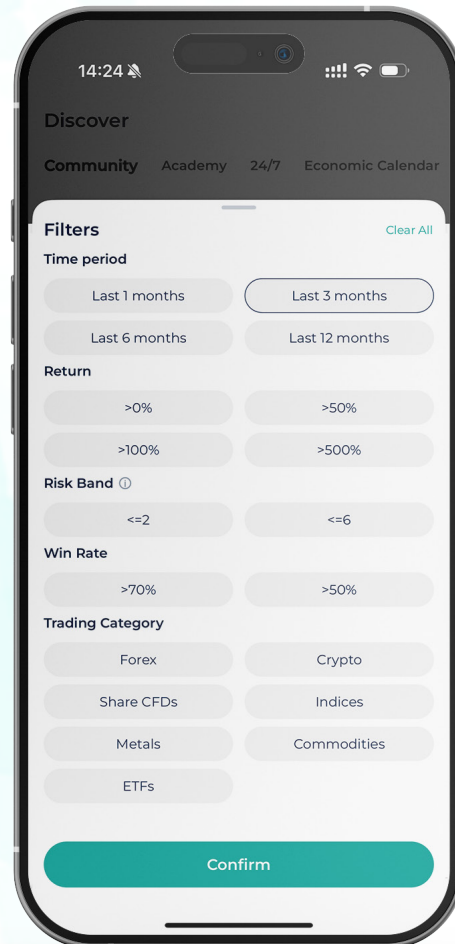 14:24
Discover
Community Academy 24/7 Economic Calendar
Filters Clear All
Time period
Last 1 months Last 3 months
Last 6 months Last 12 months
Return
>0% >50%
>100% >500%
Risk Band
<=2 <=6
Win Rate
>70% >50%
Trading Category
Forex Crypto
Share CFDs Indices
Metals Commodities
ETFs
Confirm